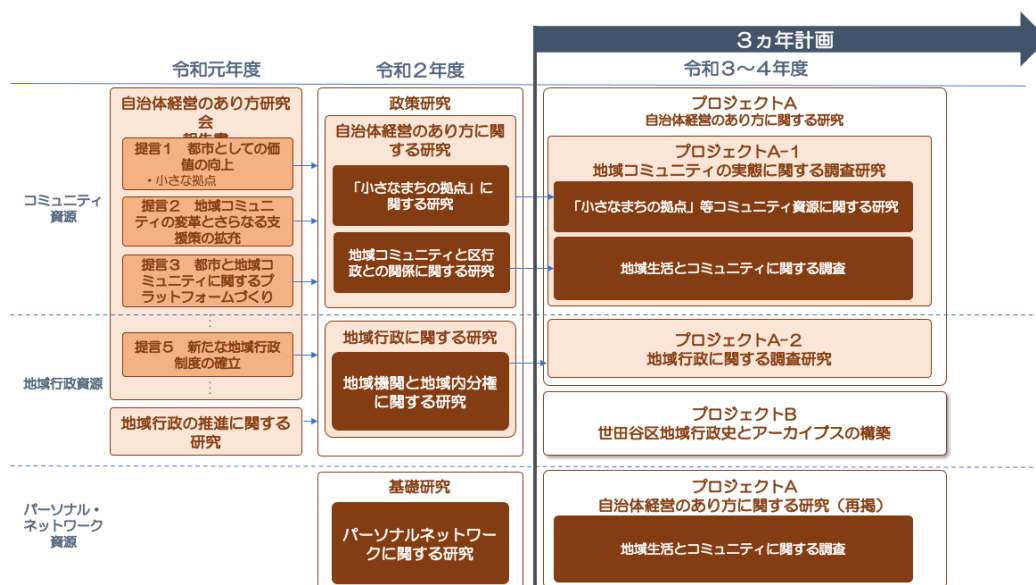 3ヵ年計画
令和元年度
令和2年度
令和3～4年度
コミュニティ
資源
自治体経営のあり方研究
会
報告書
提言1 都市としての価
値の向上
・小さな拠点
提言2 地域コミュニ
ティの変革とさらなる支
援策の拡充
提言3 都市と地域コ
ミュニティに関するプ
ラットフォームづくり
⋮
政策研究
自治体経営のあり方に関
する研究
「小さなまちの拠点」に
関する研究
地域コミュニティと区行
政との関係に関する研究
プロジェクトA
自治体経営のあり方に関する研究
プロジェクトA-1
地域コミュニティの実態に関する調査研究
「小さなまちの拠点」等コミュニティ資源に関する研究
地域生活とコミュニティに関する調査
地域行政資源
提言5 新たな地域行政
制度の確立
⋮
地域行政の推進に関する
研究
地域行政に関する研究
地域機関と地域内分権
に関する研究
プロジェクトA-2
地域行政に関する調査研究
プロジェクトB
世田谷区地域行政史とアーカイブスの構築
パーソナル・
ネットワーク
資源
基礎研究
パーソナルネットワー
クに関する研究
プロジェクトA
自治体経営のあり方に関する研究（再掲）
地域生活とコミュニティに関する調査